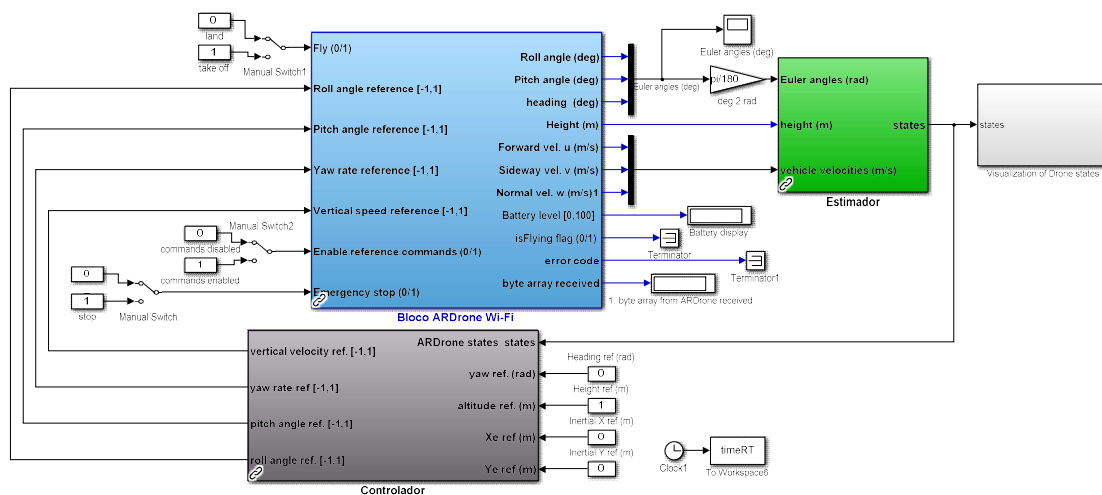 0
land
1
take off
Manual Switch1
Fly (0/1)
Roll angle reference [-1,1]
Pitch angle reference [-1,1]
Yaw rate reference [-1,1]
Vertical speed reference [-1,1]
Manual Switch2
0
commands disabled
1
commands enabled
Enable reference commands (0/1)
0
1
stop
Manual Switch
Emergency stop (0/1)
Roll angle (deg)
Pitch angle (deg)
heading (deg)
Height (m)
Forward vel. u (m/s)
Sideway vel. v (m/s)
Normal vel. w (m/s)1
Battery level [0,100]
isFlying flag (0/1)
error code
byte array received
Bloco ARDrone Wi-Fi
Euler angles (deg)
Euler angles (deg)
pi/180
deg 2 rad
Battery display
Terminator
Terminator1
1. byte array from ARDrone received
Euler angles (rad)
height (m)
states
vehicle velocities (m/s)
Estimador
states
Visualization of Drone states
vertical velocity ref. [-1,1]
yaw rate ref [-1,1]
pitch angle ref. [-1,1]
roll angle ref. [-1,1]
ARDrone states states
yaw ref. (rad)
altitude ref. (m)
Xe ref (m)
Ye ref (m)
Controlador
Heading ref (rad)
0
Height ref (m)
1
Inertial X ref (m)
0
Inertial Y ref (m)
0
Clock1
timeRT
To Workspace6